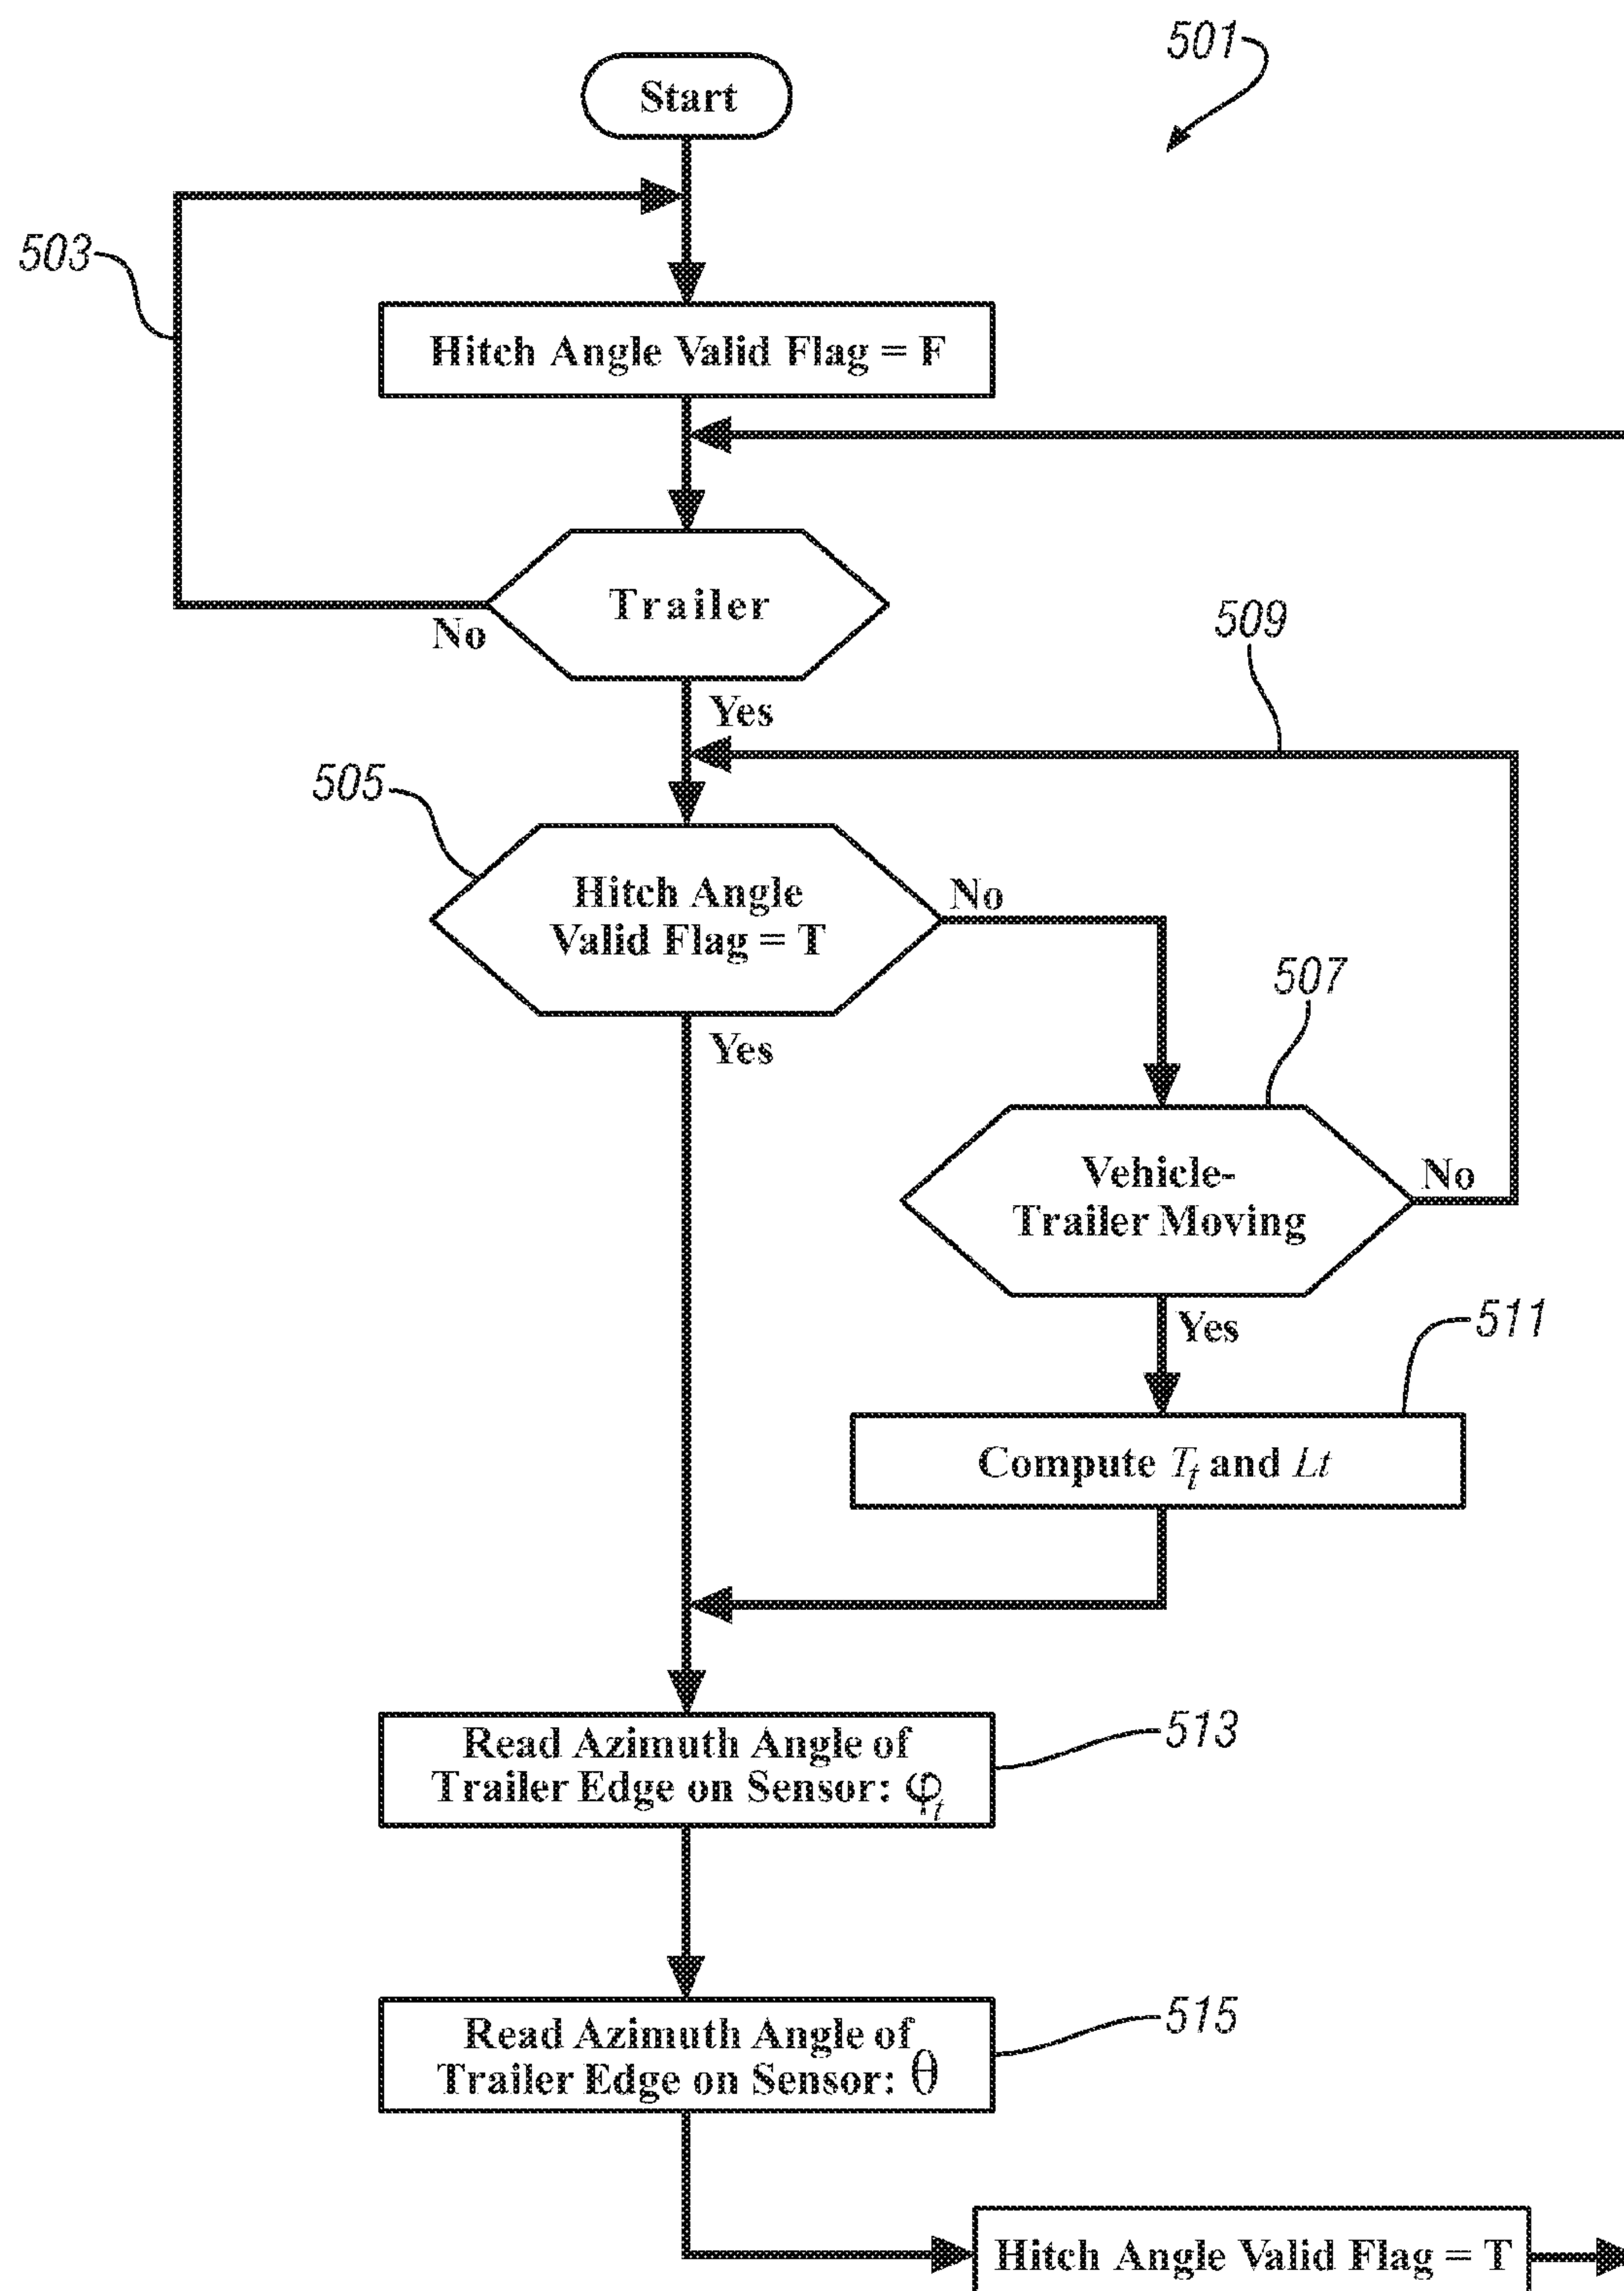 501
Start
503
Hitch Angle Valid Flag = F
Trailer
No
509
Yes
505
Hitch Angle
Valid Flag = T
No
507
Yes
Vehicle-
Trailer Moving
No
Yes
511
Compute Tt and Lt
Read Azimuth Angle of
Trailer Edge on Sensor: φt
513
Read Azimuth Angle of
Trailer Edge on Sensor: θ
515
Hitch Angle Valid Flag = T